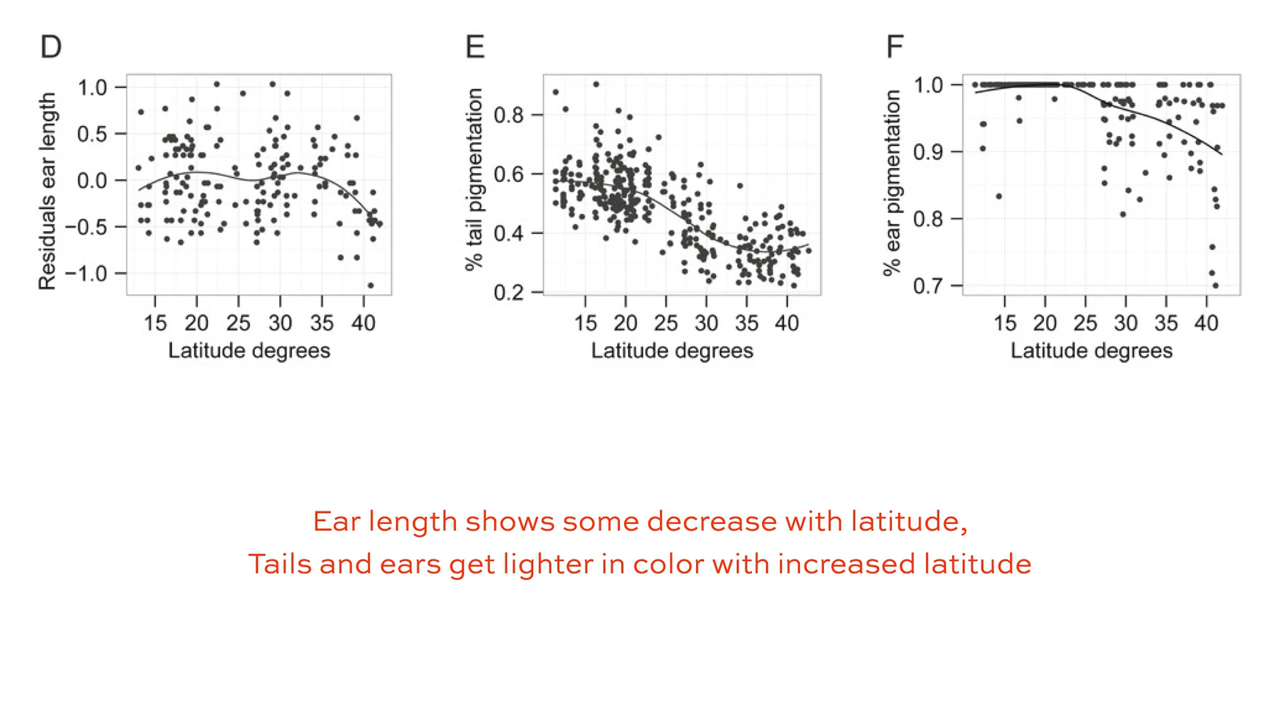 D
E
F
Residuals ear length
1.0
0.5
0.0
−0.5
−1.0
15 20 25 30 35 40
Latitude degrees
% tail pigmentation
0.8
0.6
0.4
0.2
15 20 25 30 35 40
Latitude degrees
% ear pigmentation
1.0
0.9
0.8
0.7
15 20 25 30 35 40
Latitude degrees
Ear length shows some decrease with latitude,
Tails and ears get lighter in color with increased latitude